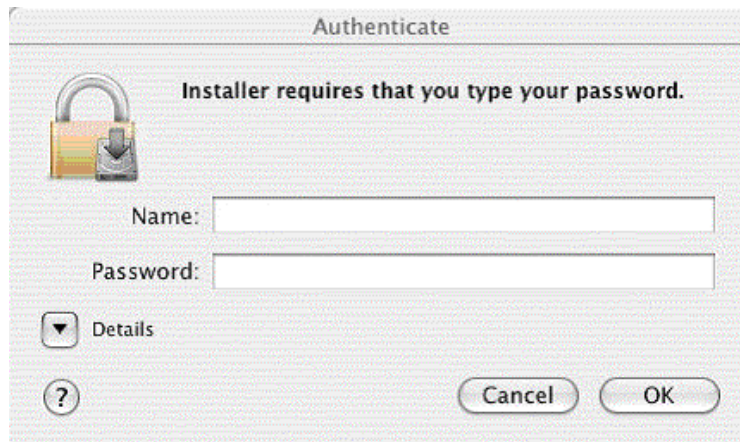 Authenticate
Installer requires that you type your password.
Name:
Password:
Details
?
Cancel OK